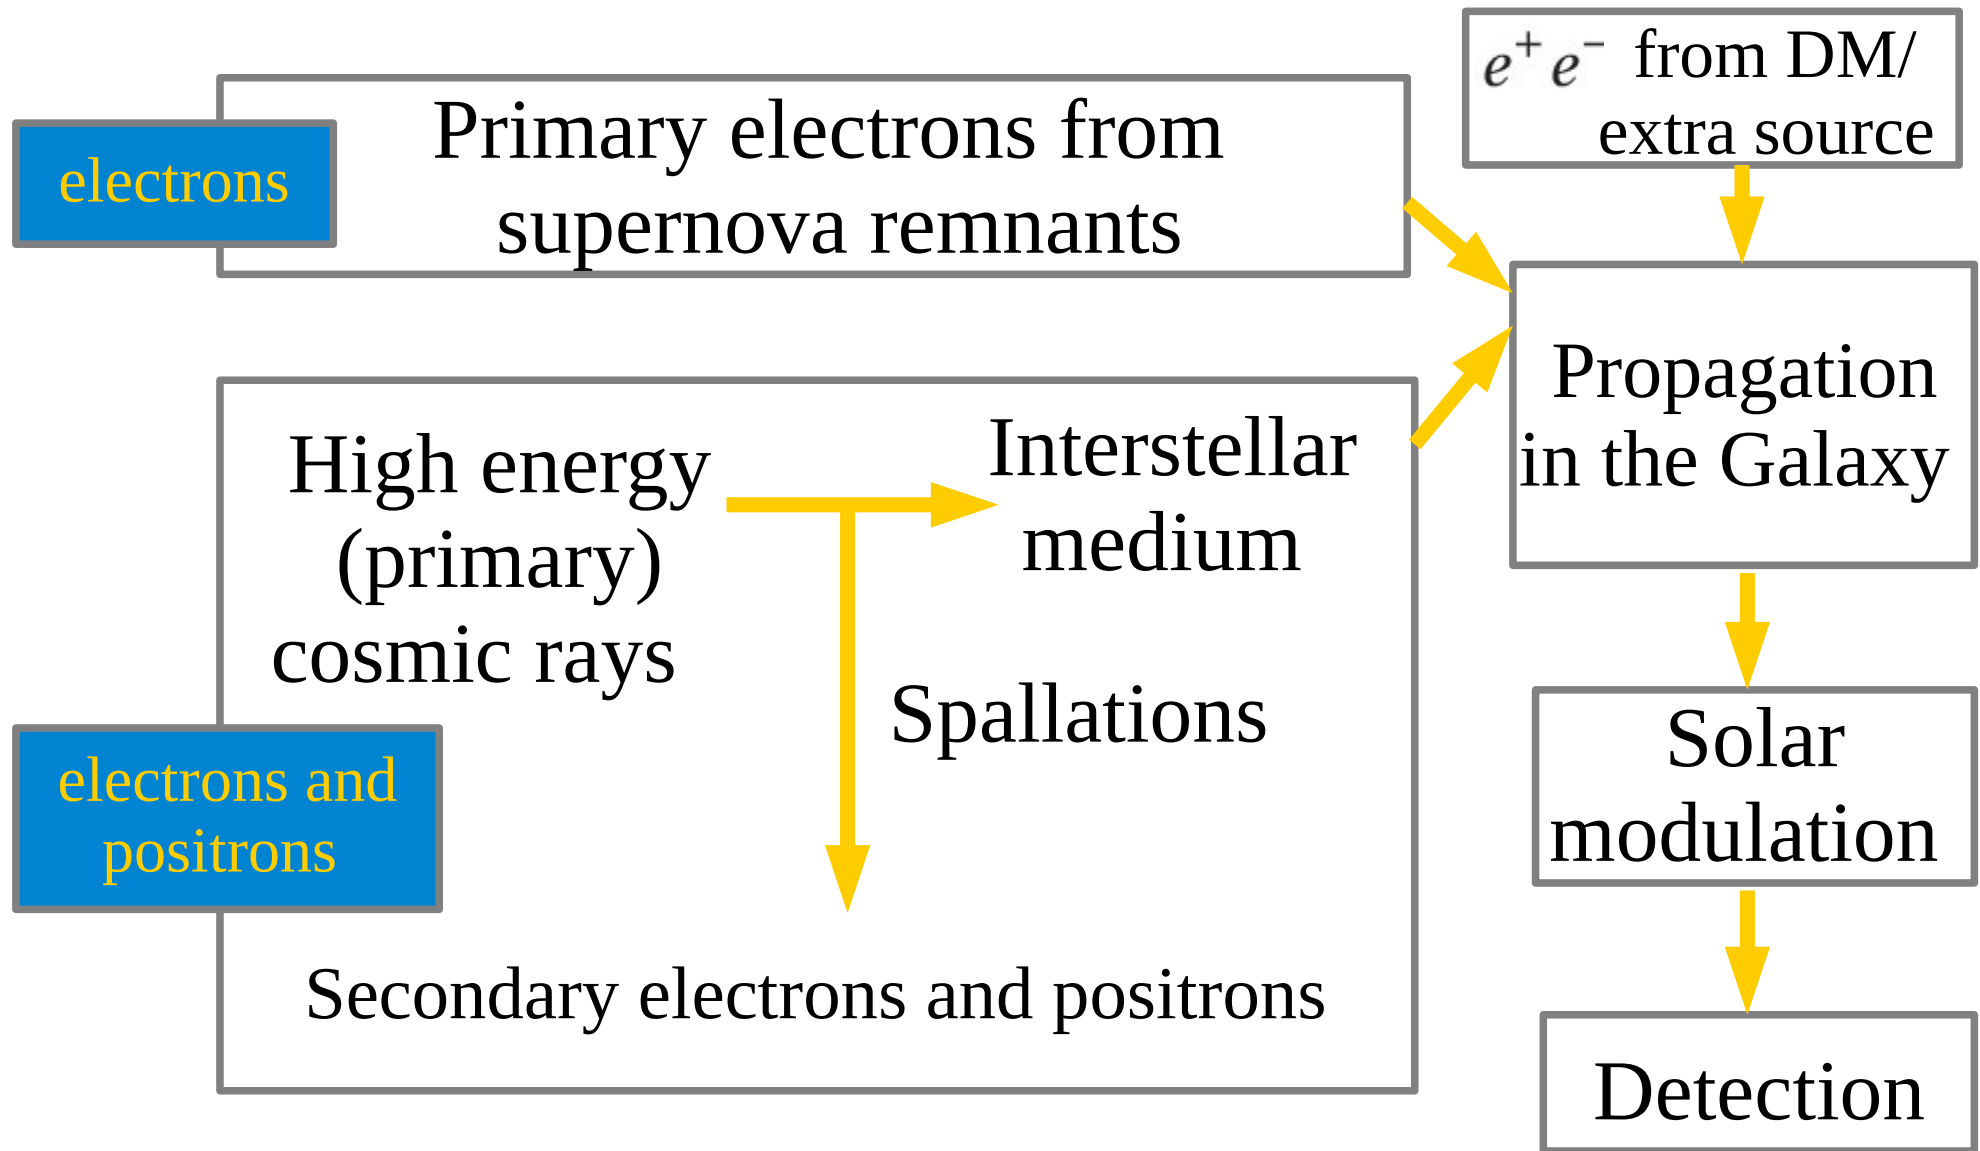 electrons
Primary electrons from
supernova remnants
e⁺ e⁻ from DM/
extra source
Propagation
in the Galaxy
High energy
(primary)
cosmic rays
Interstellar
medium
Spallations
electrons and
positrons
Secondary electrons and positrons
Solar
modulation
Detection